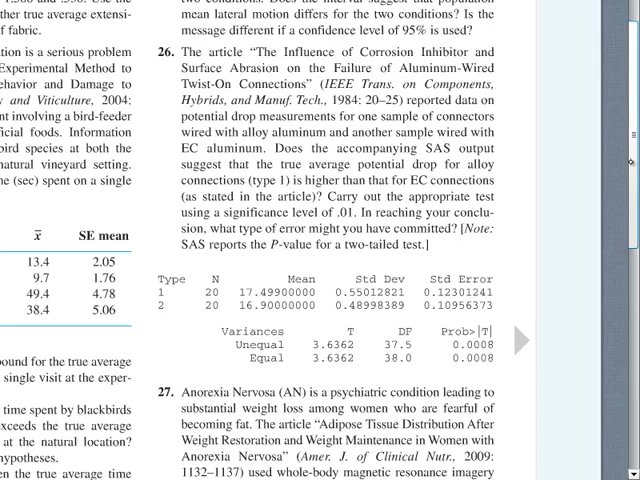 1.588 and .530. Use the
ther true average extensi-
f fabric.
ation is a serious problem
Experimental Method to
ehavior and Damage to
y and Viticulture, 2004:
nt involving a bird-feeder
ficial foods. Information
bird species at both the
natural vineyard setting.
ne (sec) spent on a single
x̄ SE mean
13.4 2.05
9.7 1.76
49.4 4.78
38.4 5.06
ound for the true average
single visit at the exper-
time spent by blackbirds
exceeds the true average
at the natural location?
hypotheses.
en the true average time
two conditions. Does the interval suggest that population
mean lateral motion differs for the two conditions? Is the
message different if a confidence level of 95% is used?
26. The article “The Influence of Corrosion Inhibitor and
Surface Abrasion on the Failure of Aluminum-Wired
Twist-On Connections” (IEEE Trans. on Components,
Hybrids, and Manuf. Tech., 1984: 20–25) reported data on
potential drop measurements for one sample of connectors
wired with alloy aluminum and another sample wired with
EC aluminum. Does the accompanying SAS output
suggest that the true average potential drop for alloy
connections (type 1) is higher than that for EC connections
(as stated in the article)? Carry out the appropriate test
using a significance level of .01. In reaching your conclu-
sion, what type of error might you have committed? [Note:
SAS reports the P-value for a two-tailed test.]
Type N Mean Std Dev Std Error
1 20 17.49900000 0.55012821 0.12301241
2 20 16.90000000 0.48998389 0.10956373
Variances T DF Prob>|T|
Unequal 3.6362 37.5 0.0008
Equal 3.6362 38.0 0.0008
27. Anorexia Nervosa (AN) is a psychiatric condition leading to
substantial weight loss among women who are fearful of
becoming fat. The article “Adipose Tissue Distribution After
Weight Restoration and Weight Maintenance in Women with
Anorexia Nervosa” (Amer. J. of Clinical Nutr., 2009:
1132–1137) used whole-body magnetic resonance imagery